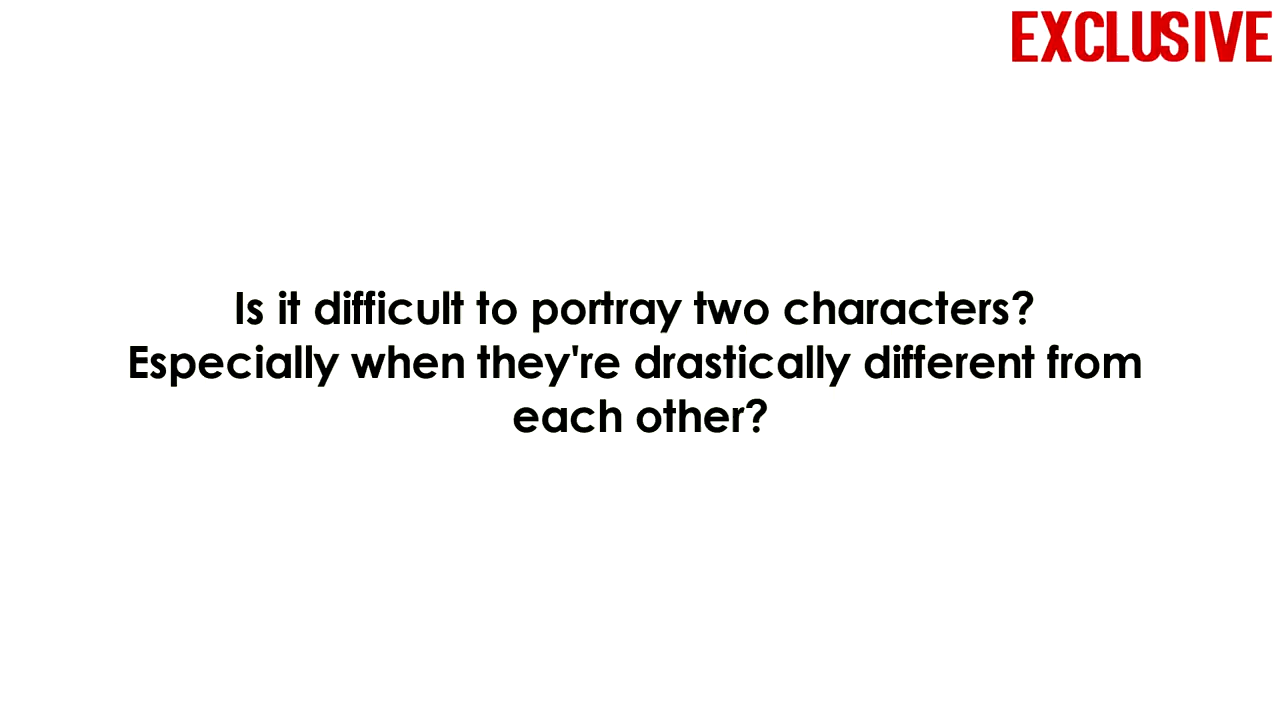 EXCLUSIVE
Is it difficult to portray two characters?
Especially when they're drastically different from
each other?